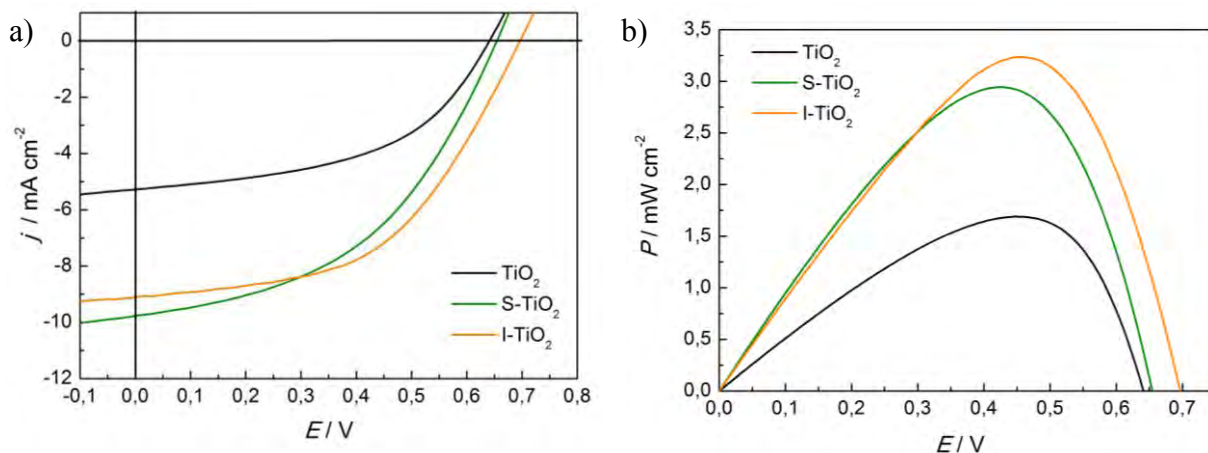 a)
0
-2
-4
-6
-8
-10
-12
j / mA cm⁻²
TiO₂
S-TiO₂
I-TiO₂
-0,1 0,0 0,1 0,2 0,3 0,4 0,5 0,6 0,7 0,8
E / V
b)
3,5
3,0
2,5
2,0
1,5
1,0
0,5
0,0
P / mW cm⁻²
TiO₂
S-TiO₂
I-TiO₂
0,0 0,1 0,2 0,3 0,4 0,5 0,6 0,7
E / V